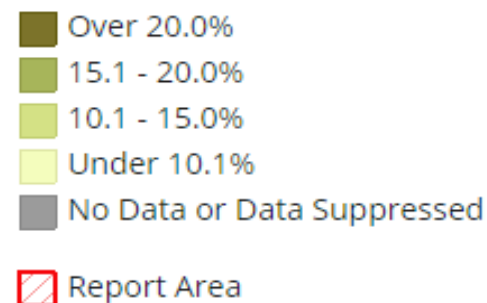 Over 20.0%
15.1 - 20.0%
10.1 - 15.0%
Under 10.1%
No Data or Data Suppressed
Report Area